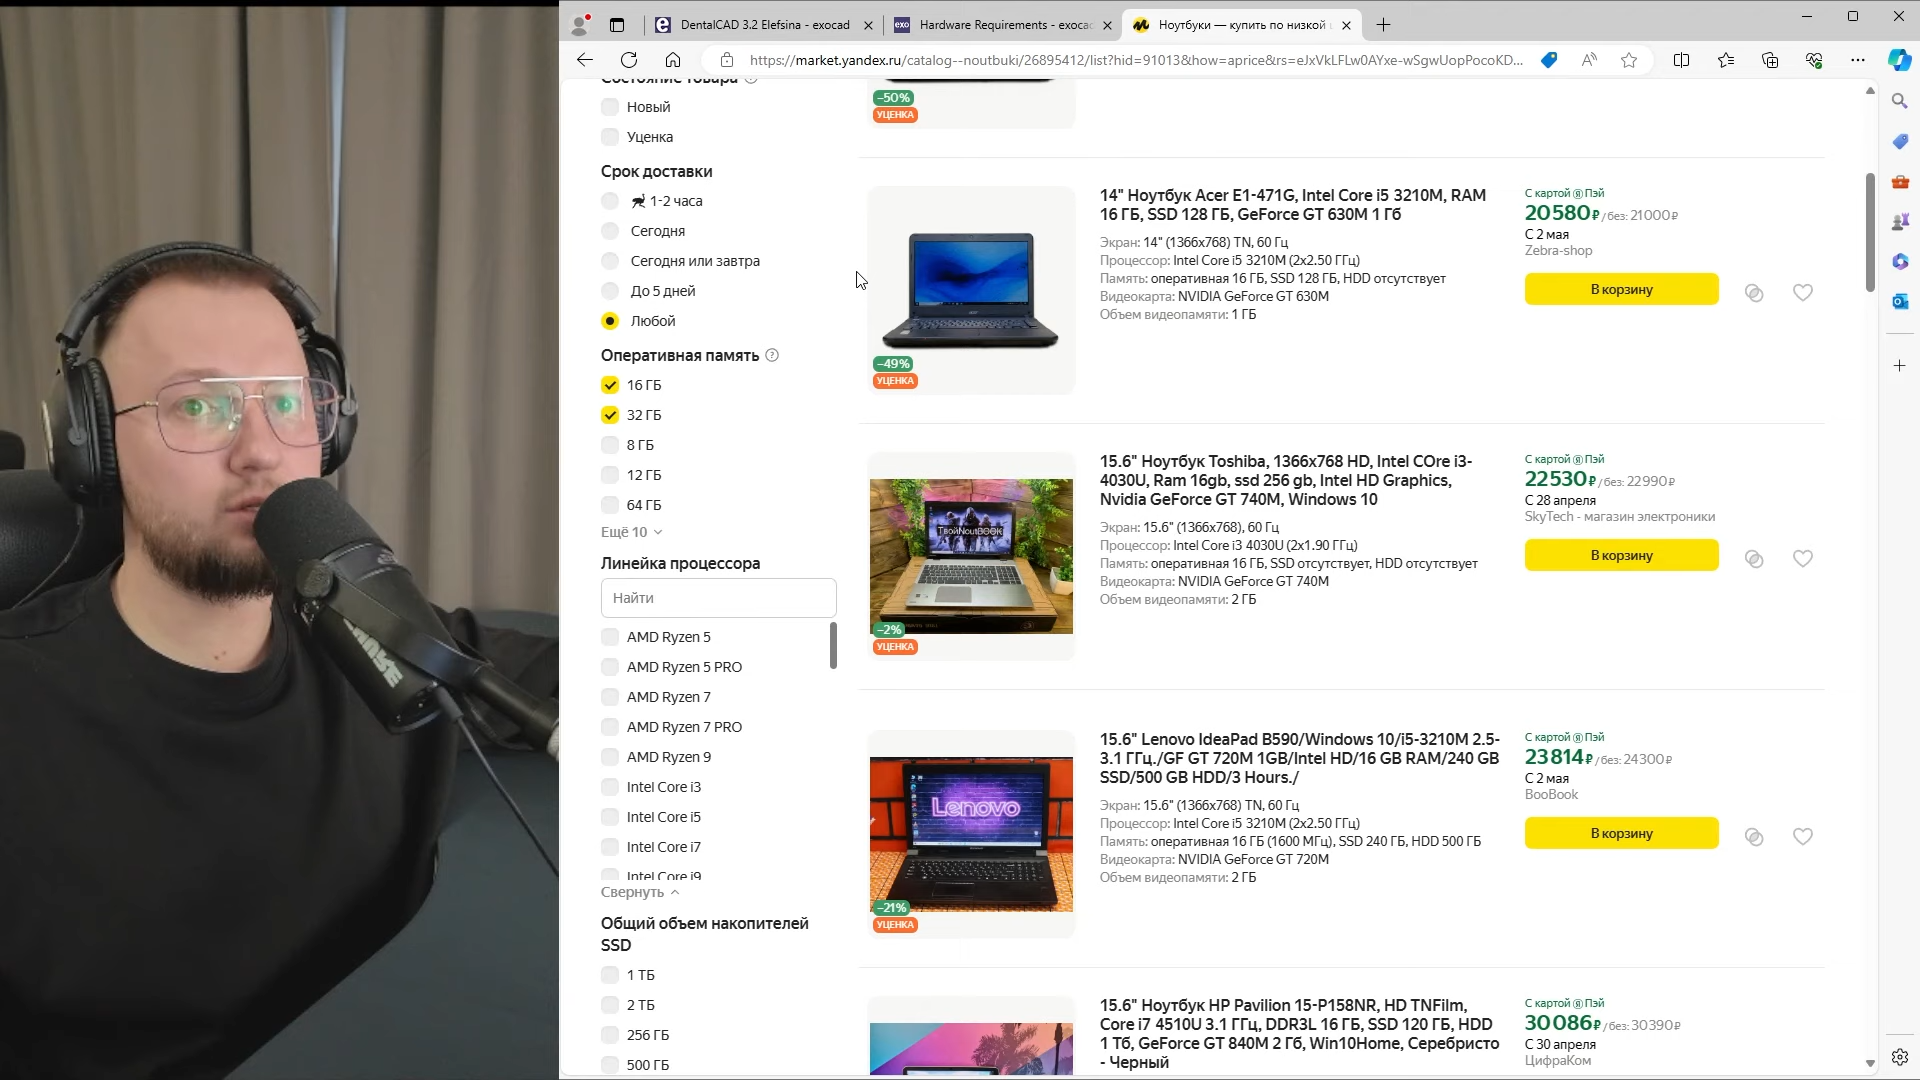 DentalCAD 3.2 Elefsina - exocad
Hardware Requirements - exocad
Ноутбуки — купить по низкой
https://market.yandex.ru/catalog--noutbuki/26895412/list?hid=91013&how=aprice&rs=eJxVkLFLw0AYxe-wSgwUopPocoKD...
Состояние товара
Новый
Уценка
Срок доставки
1-2 часа
Сегодня
Сегодня или завтра
До 5 дней
Любой
Оперативная память
16 ГБ
32 ГБ
8 ГБ
12 ГБ
64 ГБ
Ещё 10
Линейка процессора
Найти
AMD Ryzen 5
AMD Ryzen 5 PRO
AMD Ryzen 7
AMD Ryzen 7 PRO
AMD Ryzen 9
Intel Core i3
Intel Core i5
Intel Core i7
Intel Core i9
Свернуть
Общий объем накопителей
SSD
1 ТБ
2 ТБ
256 ГБ
500 ГБ
–50%
УЦЕНКА
–49%
УЦЕНКА
14" Ноутбук Acer E1-471G, Intel Core i5 3210M, RAM
16 ГБ, SSD 128 ГБ, GeForce GT 630M 1 Гб
Экран: 14" (1366x768) TN, 60 Гц
Процессор: Intel Core i5 3210M (2x2.50 ГГц)
Память: оперативная 16 ГБ, SSD 128 ГБ, HDD отсутствует
Видеокарта: NVIDIA GeForce GT 630M
Объем видеопамяти: 1 ГБ
С картой Я Пэй
20580₽ /без: 21000₽
С 2 мая
Zebra-shop
В корзину
ТвойNoutBOOK
–2%
УЦЕНКА
15.6" Ноутбук Toshiba, 1366x768 HD, Intel COre i3-
4030U, Ram 16gb, ssd 256 gb, Intel HD Graphics,
Nvidia GeForce GT 740M, Windows 10
Экран: 15.6" (1366x768), 60 Гц
Процессор: Intel Core i3 4030U (2x1.90 ГГц)
Память: оперативная 16 ГБ, SSD отсутствует, HDD отсутствует
Видеокарта: NVIDIA GeForce GT 740M
Объем видеопамяти: 2 ГБ
С картой Я Пэй
22530₽ /без: 22990₽
С 28 апреля
SkyTech - магазин электроники
В корзину
Lenovo
–21%
УЦЕНКА
15.6" Lenovo IdeaPad B590/Windows 10/i5-3210M 2.5-
3.1 ГГц./GF GT 720M 1GB/Intel HD/16 GB RAM/240 GB
SSD/500 GB HDD/3 Hours./
Экран: 15.6" (1366x768) TN, 60 Гц
Процессор: Intel Core i5 3210M (2x2.50 ГГц)
Память: оперативная 16 ГБ (1600 МГц), SSD 240 ГБ, HDD 500 ГБ
Видеокарта: NVIDIA GeForce GT 720M
Объем видеопамяти: 2 ГБ
С картой Я Пэй
23814₽ /без: 24300₽
С 2 мая
BooBook
В корзину
15.6" Ноутбук HP Pavilion 15-P158NR, HD TNFilm,
Core i7 4510U 3.1 ГГц, DDR3L 16 ГБ, SSD 120 ГБ, HDD
1 Тб, GeForce GT 840M 2 Гб, Win10Home, Серебристо
- Черный
С картой Я Пэй
30086₽ /без: 30390₽
С 30 апреля
ЦифраКом